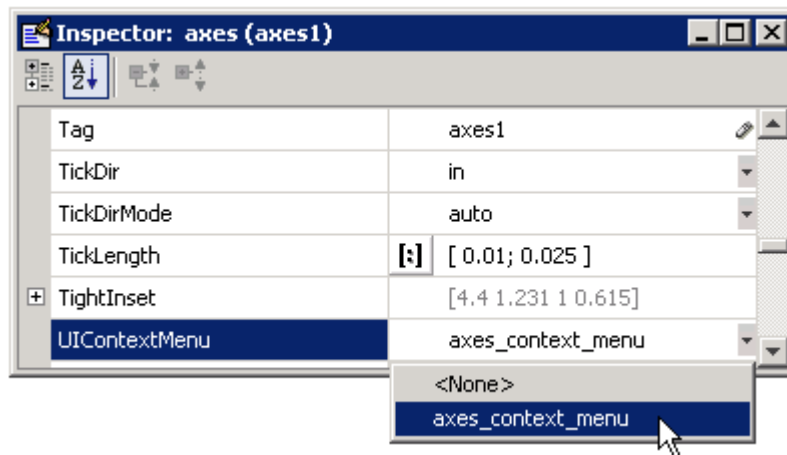 Inspector: axes (axes1)
A
Z
Tag axes1
TickDir in
TickDirMode auto
TickLength [:] [ 0.01; 0.025 ]
TightInset [4.4 1.231 1 0.615]
UIContextMenu axes_context_menu
<None>
axes_context_menu